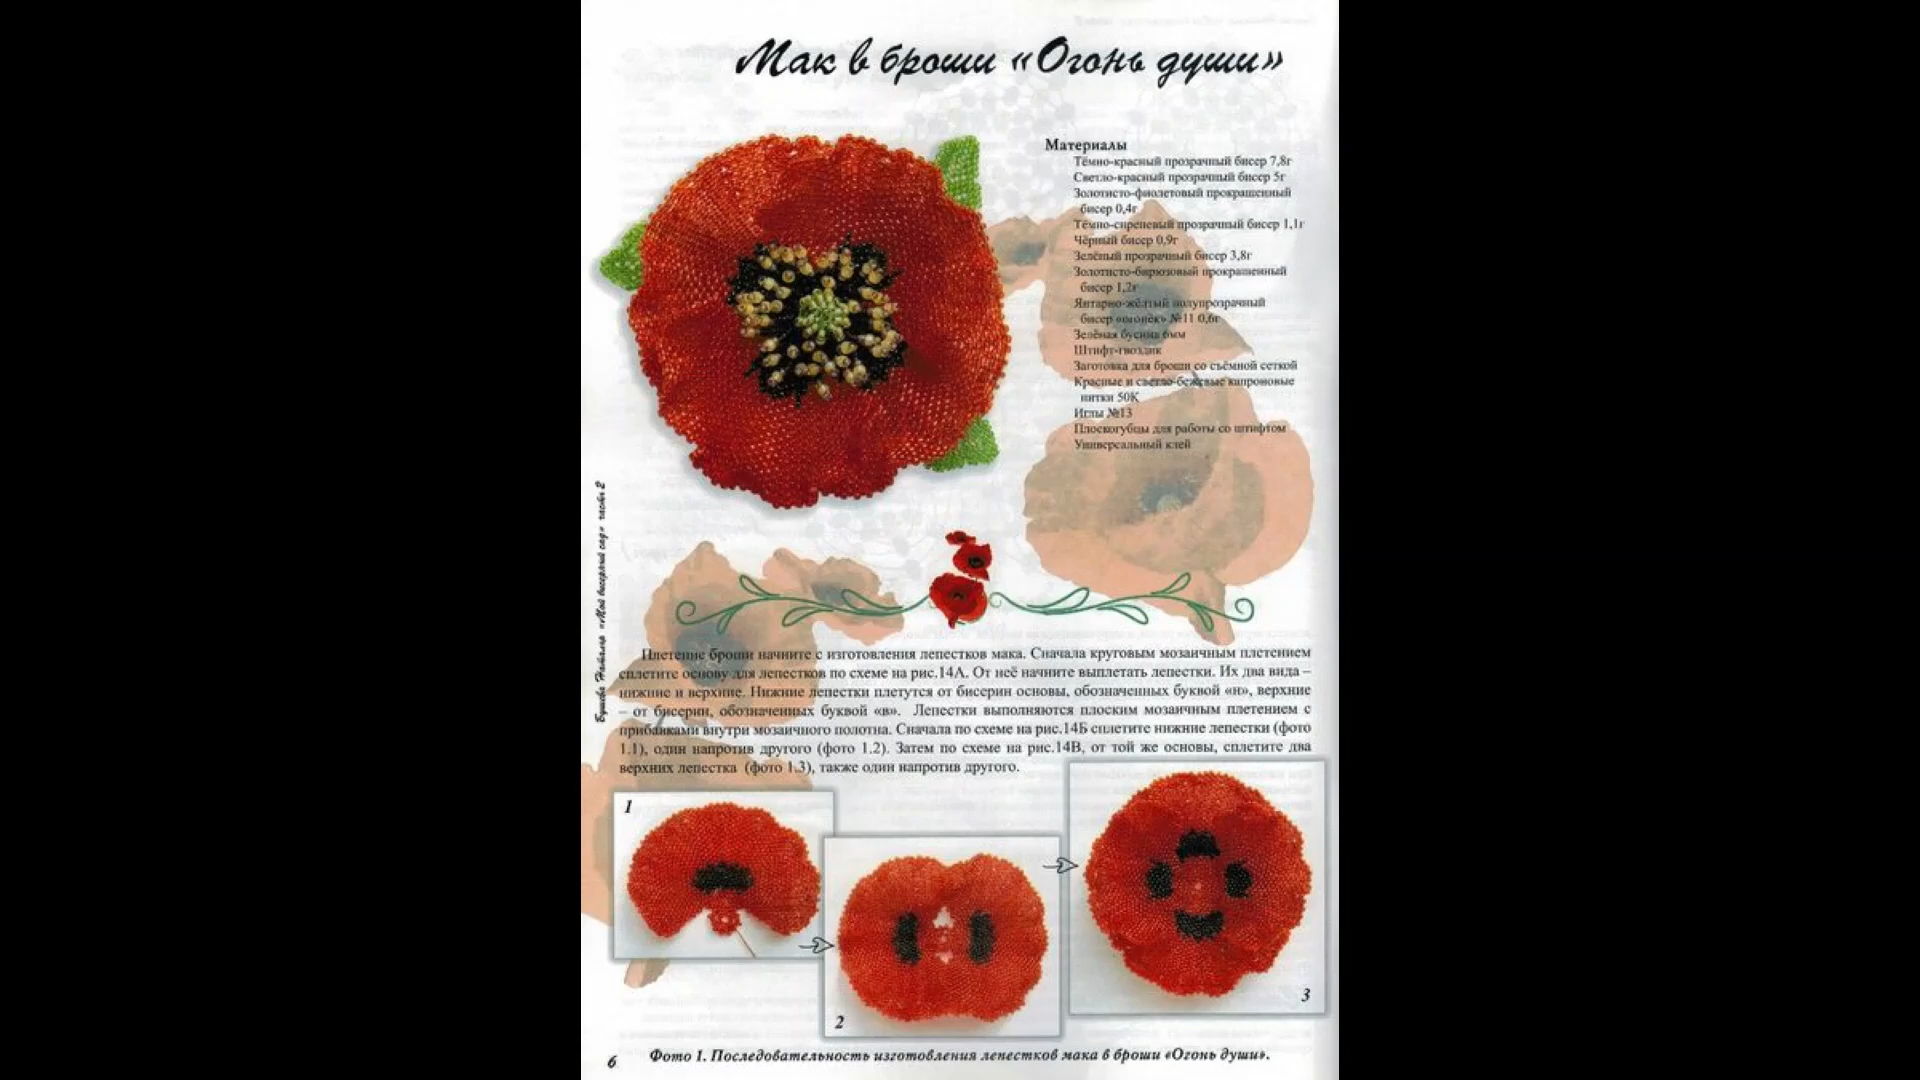 Мак в броши «Огонь души»
Материалы
Тёмно-красный прозрачный бисер 7,8г
Светло-красный прозрачный бисер 5г
Золотисто-фиолетовый прокрашенный
бисер 0,4г
Тёмно-сиреневый прозрачный бисер 1,1г
Чёрный бисер 0,9г
Зелёный прозрачный бисер 3,8г
Золотисто-бирюзовый прокрашенный
бисер 1,2г
Янтарно-жёлтый полупрозрачный
бисер «огонёк» №11 0,6г
Зелёная бусина 6мм
Штифт-гвоздик
Заготовка для броши со съёмной сеткой
Красные и светло-бежевые капроновые
нитки 50К
Иглы №13
Плоскогубцы для работы со штифтом
Универсальный клей
«Мой бисерный сад» часть 2
Плетение броши начните с изготовления лепестков мака. Сначала круговым мозаичным плетением
сплетите основу для лепестков по схеме на рис.14А. От неё начните выплетать лепестки. Их два вида –
нижние и верхние. Нижние лепестки плетутся от бисерин основы, обозначенных буквой «н», верхние
– от бисерин, обозначенных буквой «в». Лепестки выполняются плоским мозаичным плетением с
прибавками внутри мозаичного полотна. Сначала по схеме на рис.14Б сплетите нижние лепестки (фото
1.1), один напротив другого (фото 1.2). Затем по схеме на рис.14В, от той же основы, сплетите два
верхних лепестка (фото 1.3), также один напротив другого.
1
2
3
Фото 1. Последовательность изготовления лепестков мака в броши «Огонь души».
6